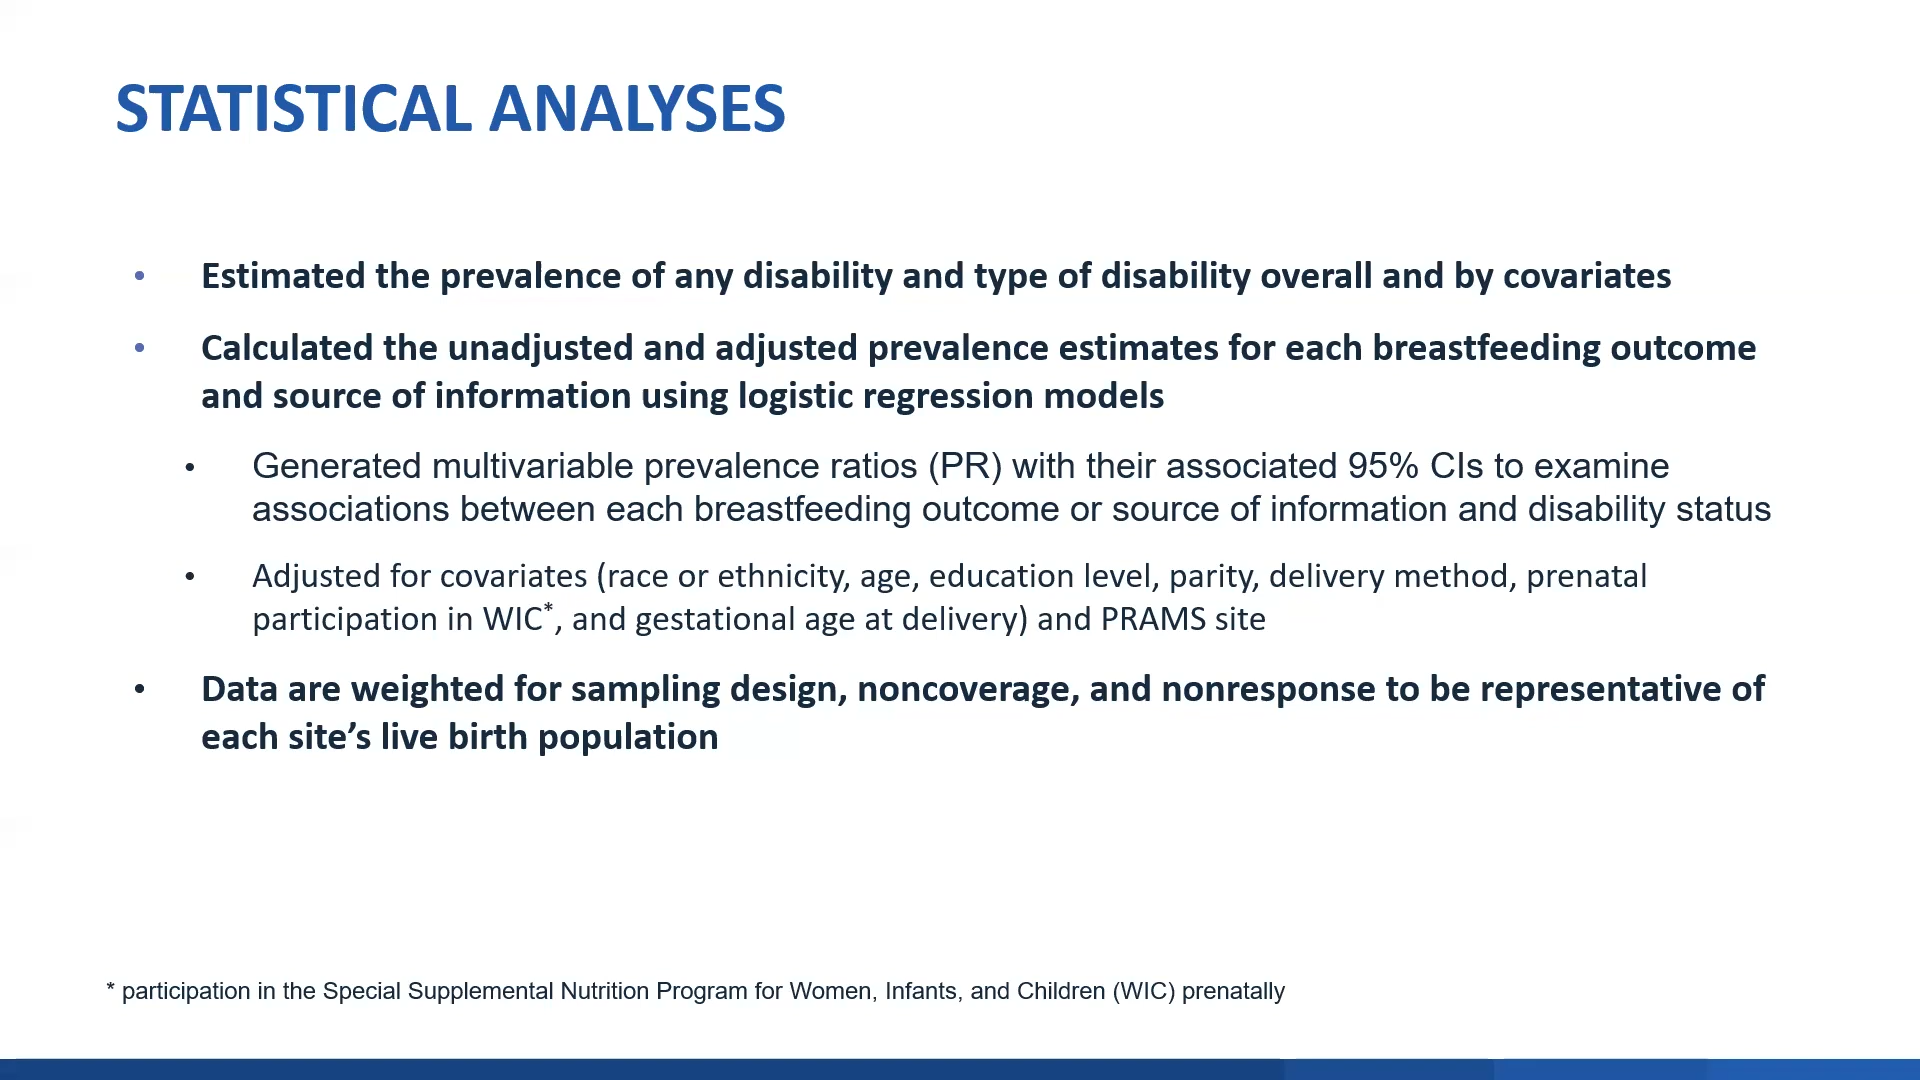 STATISTICAL ANALYSES
• Estimated the prevalence of any disability and type of disability overall and by covariates
• Calculated the unadjusted and adjusted prevalence estimates for each breastfeeding outcome
and source of information using logistic regression models
• Generated multivariable prevalence ratios (PR) with their associated 95% CIs to examine
associations between each breastfeeding outcome or source of information and disability status
• Adjusted for covariates (race or ethnicity, age, education level, parity, delivery method, prenatal
participation in WIC*, and gestational age at delivery) and PRAMS site
• Data are weighted for sampling design, noncoverage, and nonresponse to be representative of
each site’s live birth population
* participation in the Special Supplemental Nutrition Program for Women, Infants, and Children (WIC) prenatally